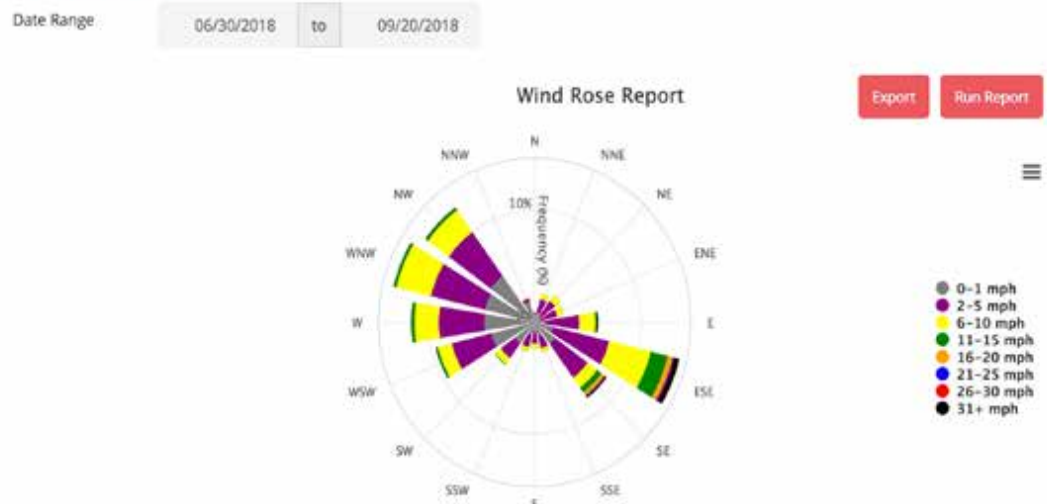 Date Range
06/30/2018 to 09/20/2018
Wind Rose Report
Export
Run Report
N
NNW
NNE
NW
NE
10%
Frequency (%)
WNW
ENE
W
E
WSW
ESE
SW
SE
SSW
SSE
S
0-1 mph
2-5 mph
6-10 mph
11-15 mph
16-20 mph
21-25 mph
26-30 mph
31+ mph